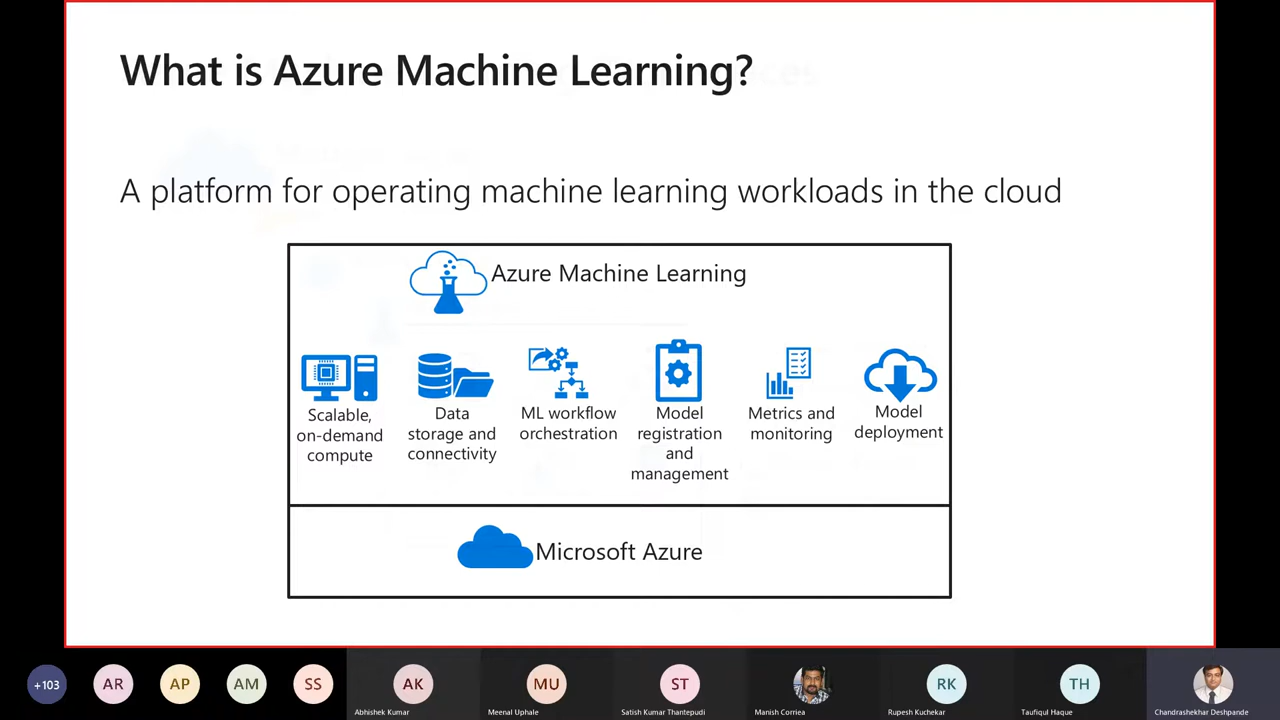 What is Azure Machine Learning?
A platform for operating machine learning workloads in the cloud
Azure Machine Learning
Scalable,
on-demand
compute
Data
storage and
connectivity
ML workflow
orchestration
Model
registration
and
management
Metrics and
monitoring
Model
deployment
Microsoft Azure
+103
AR
AP
AM
SS
AK
Abhishek Kumar
MU
Meenal Uphale
ST
Satish Kumar Thantepudi
Manish Corriea
RK
Rupesh Kuchekar
TH
Taufiqul Haque
Chandrashekhar Deshpande